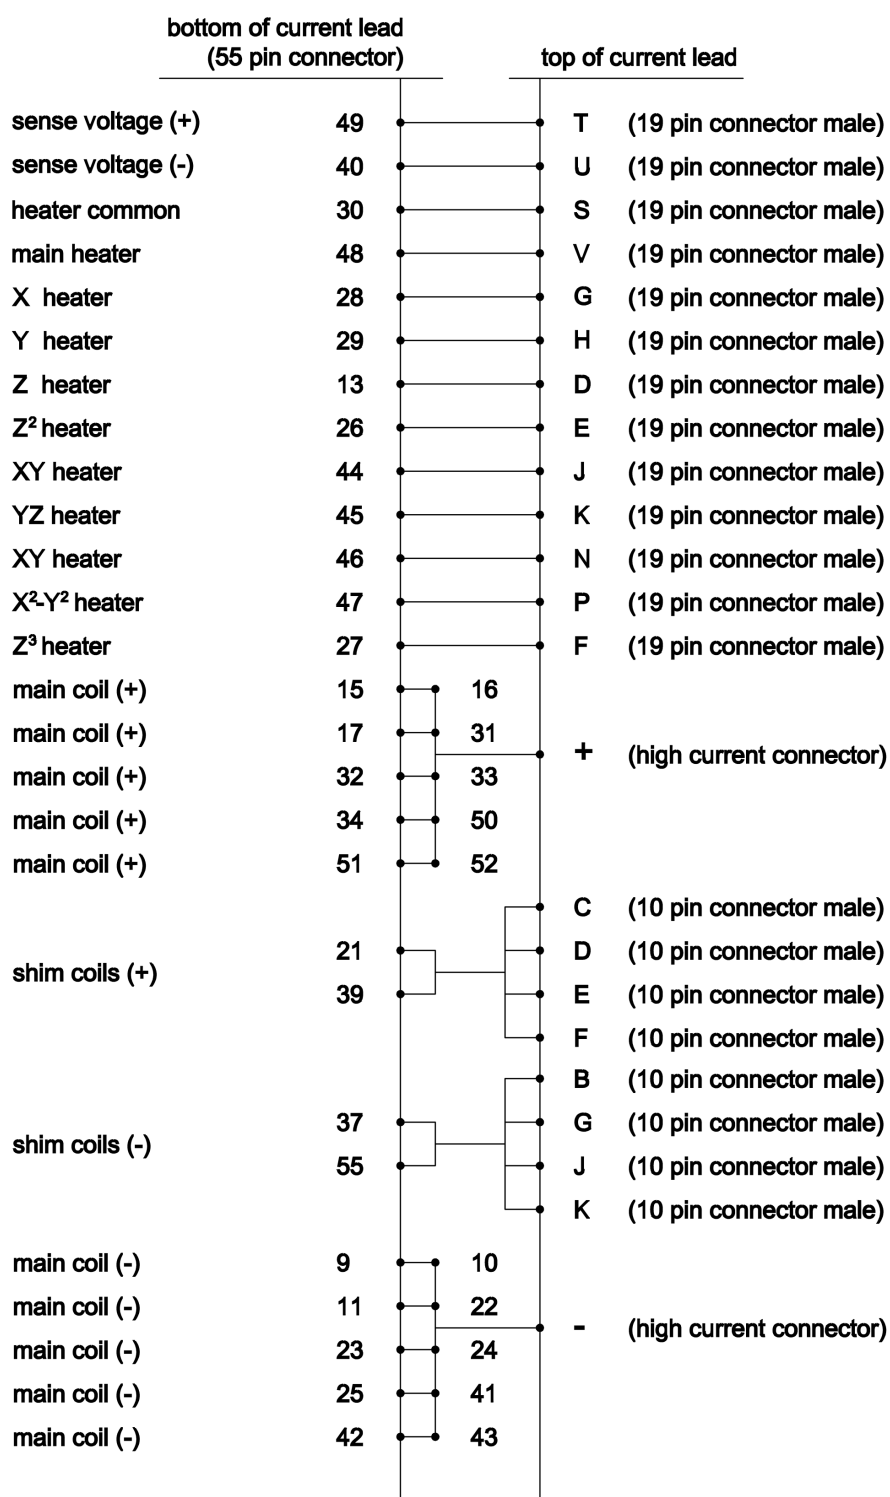 bottom of current lead
(55 pin connector)
top of current lead
sense voltage (+) 49 T (19 pin connector male)
sense voltage (-) 40 U (19 pin connector male)
heater common 30 S (19 pin connector male)
main heater 48 V (19 pin connector male)
X heater 28 G (19 pin connector male)
Y heater 29 H (19 pin connector male)
Z heater 13 D (19 pin connector male)
Z² heater 26 E (19 pin connector male)
XY heater 44 J (19 pin connector male)
YZ heater 45 K (19 pin connector male)
XY heater 46 N (19 pin connector male)
X²-Y² heater 47 P (19 pin connector male)
Z³ heater 27 F (19 pin connector male)
main coil (+) 15 16
main coil (+) 17 31
+ (high current connector)
main coil (+) 32 33
main coil (+) 34 50
main coil (+) 51 52
C (10 pin connector male)
21 D (10 pin connector male)
shim coils (+)
39 E (10 pin connector male)
F (10 pin connector male)
B (10 pin connector male)
37 G (10 pin connector male)
shim coils (-)
55 J (10 pin connector male)
K (10 pin connector male)
main coil (-) 9 10
main coil (-) 11 22
- (high current connector)
main coil (-) 23 24
main coil (-) 25 41
main coil (-) 42 43